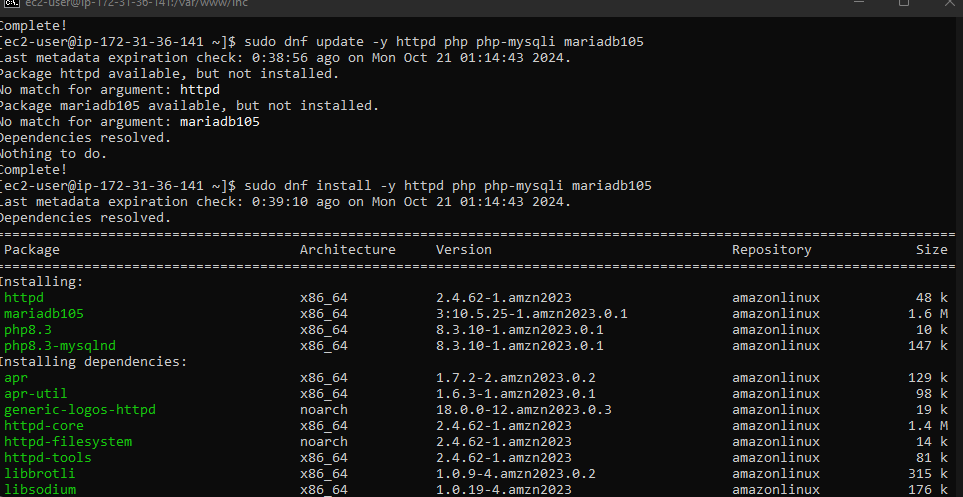 ec2-user@ip-172-31-36-141:/var/www/inc
Complete!
[ec2-user@ip-172-31-36-141 ~]$ sudo dnf update -y httpd php php-mysqli mariadb105
Last metadata expiration check: 0:38:56 ago on Mon Oct 21 01:14:43 2024.
Package httpd available, but not installed.
No match for argument: httpd
Package mariadb105 available, but not installed.
No match for argument: mariadb105
Dependencies resolved.
Nothing to do.
Complete!
[ec2-user@ip-172-31-36-141 ~]$ sudo dnf install -y httpd php php-mysqli mariadb105
Last metadata expiration check: 0:39:10 ago on Mon Oct 21 01:14:43 2024.
Dependencies resolved.
Package Architecture Version Repository Size
Installing:
httpd x86_64 2.4.62-1.amzn2023 amazonlinux 48 k
mariadb105 x86_64 3:10.5.25-1.amzn2023.0.1 amazonlinux 1.6 M
php8.3 x86_64 8.3.10-1.amzn2023.0.1 amazonlinux 10 k
php8.3-mysqlnd x86_64 8.3.10-1.amzn2023.0.1 amazonlinux 147 k
Installing dependencies:
apr x86_64 1.7.2-2.amzn2023.0.2 amazonlinux 129 k
apr-util x86_64 1.6.3-1.amzn2023.0.1 amazonlinux 98 k
generic-logos-httpd noarch 18.0.0-12.amzn2023.0.3 amazonlinux 19 k
httpd-core x86_64 2.4.62-1.amzn2023 amazonlinux 1.4 M
httpd-filesystem noarch 2.4.62-1.amzn2023 amazonlinux 14 k
httpd-tools x86_64 2.4.62-1.amzn2023 amazonlinux 81 k
libbrotli x86_64 1.0.9-4.amzn2023.0.2 amazonlinux 315 k
libsodium x86_64 1.0.19-4.amzn2023 amazonlinux 176 k